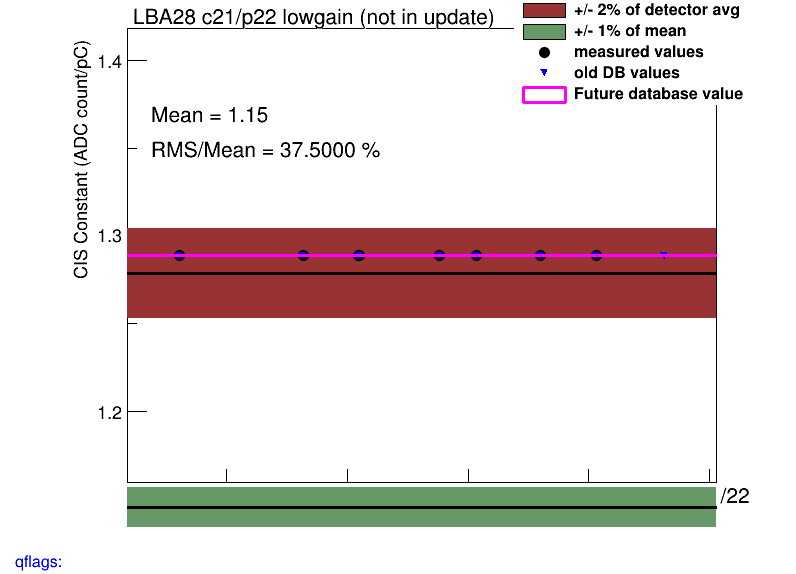 LBA28 c21/p22 lowgain (not in update)
+/- 2% of detector avg
+/- 1% of mean
measured values
old DB values
Future database value
CIS Constant (ADC count/pC)
1.4
Mean = 1.15
RMS/Mean = 37.5000 %
1.3
1.2
/22
qflags: